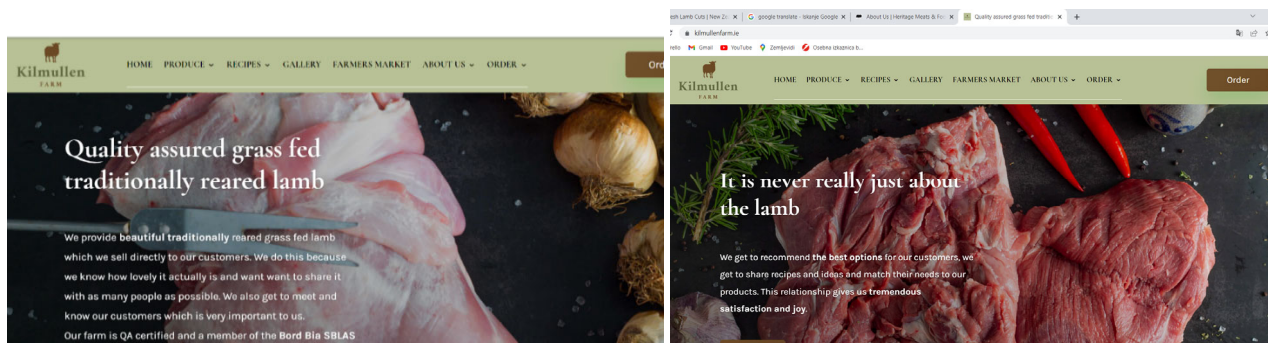 Kilmullen
FARM
HOME PRODUCE RECIPES GALLERY FARMERS MARKET ABOUT US ORDER
Quality assured grass fed
traditionally reared lamb
We provide beautiful traditionally reared grass fed lamb
which we sell directly to our customers. We do this because
we know how lovely it actually is and want want to share it
with as many people as possible. We also get to meet and
know our customers which is very important to us.
Our farm is QA certified and a member of the Bord Bia SBLAS
Lamb Cuts | New Ze
google translate - Iskanje Google
About Us | Heritage Meats &
Quality assured grass fed traditio
kilmullenfarm.ie
Gmail YouTube Zemljevidi Osebna izkaznica b...
Kilmullen
FARM
HOME PRODUCE RECIPES GALLERY FARMERS MARKET ABOUT US ORDER
Order
It is never really just about
the lamb
We get to recommend the best options for our customers, we
get to share recipes and ideas and match their needs to our
products. This relationship gives us tremendous
satisfaction and joy.